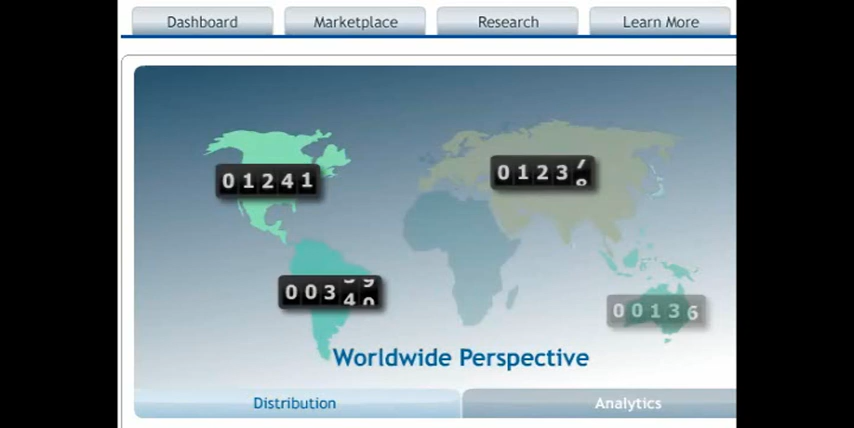 Dashboard Marketplace Research Learn More
01241
0123
003
00136
Worldwide Perspective
Distribution Analytics